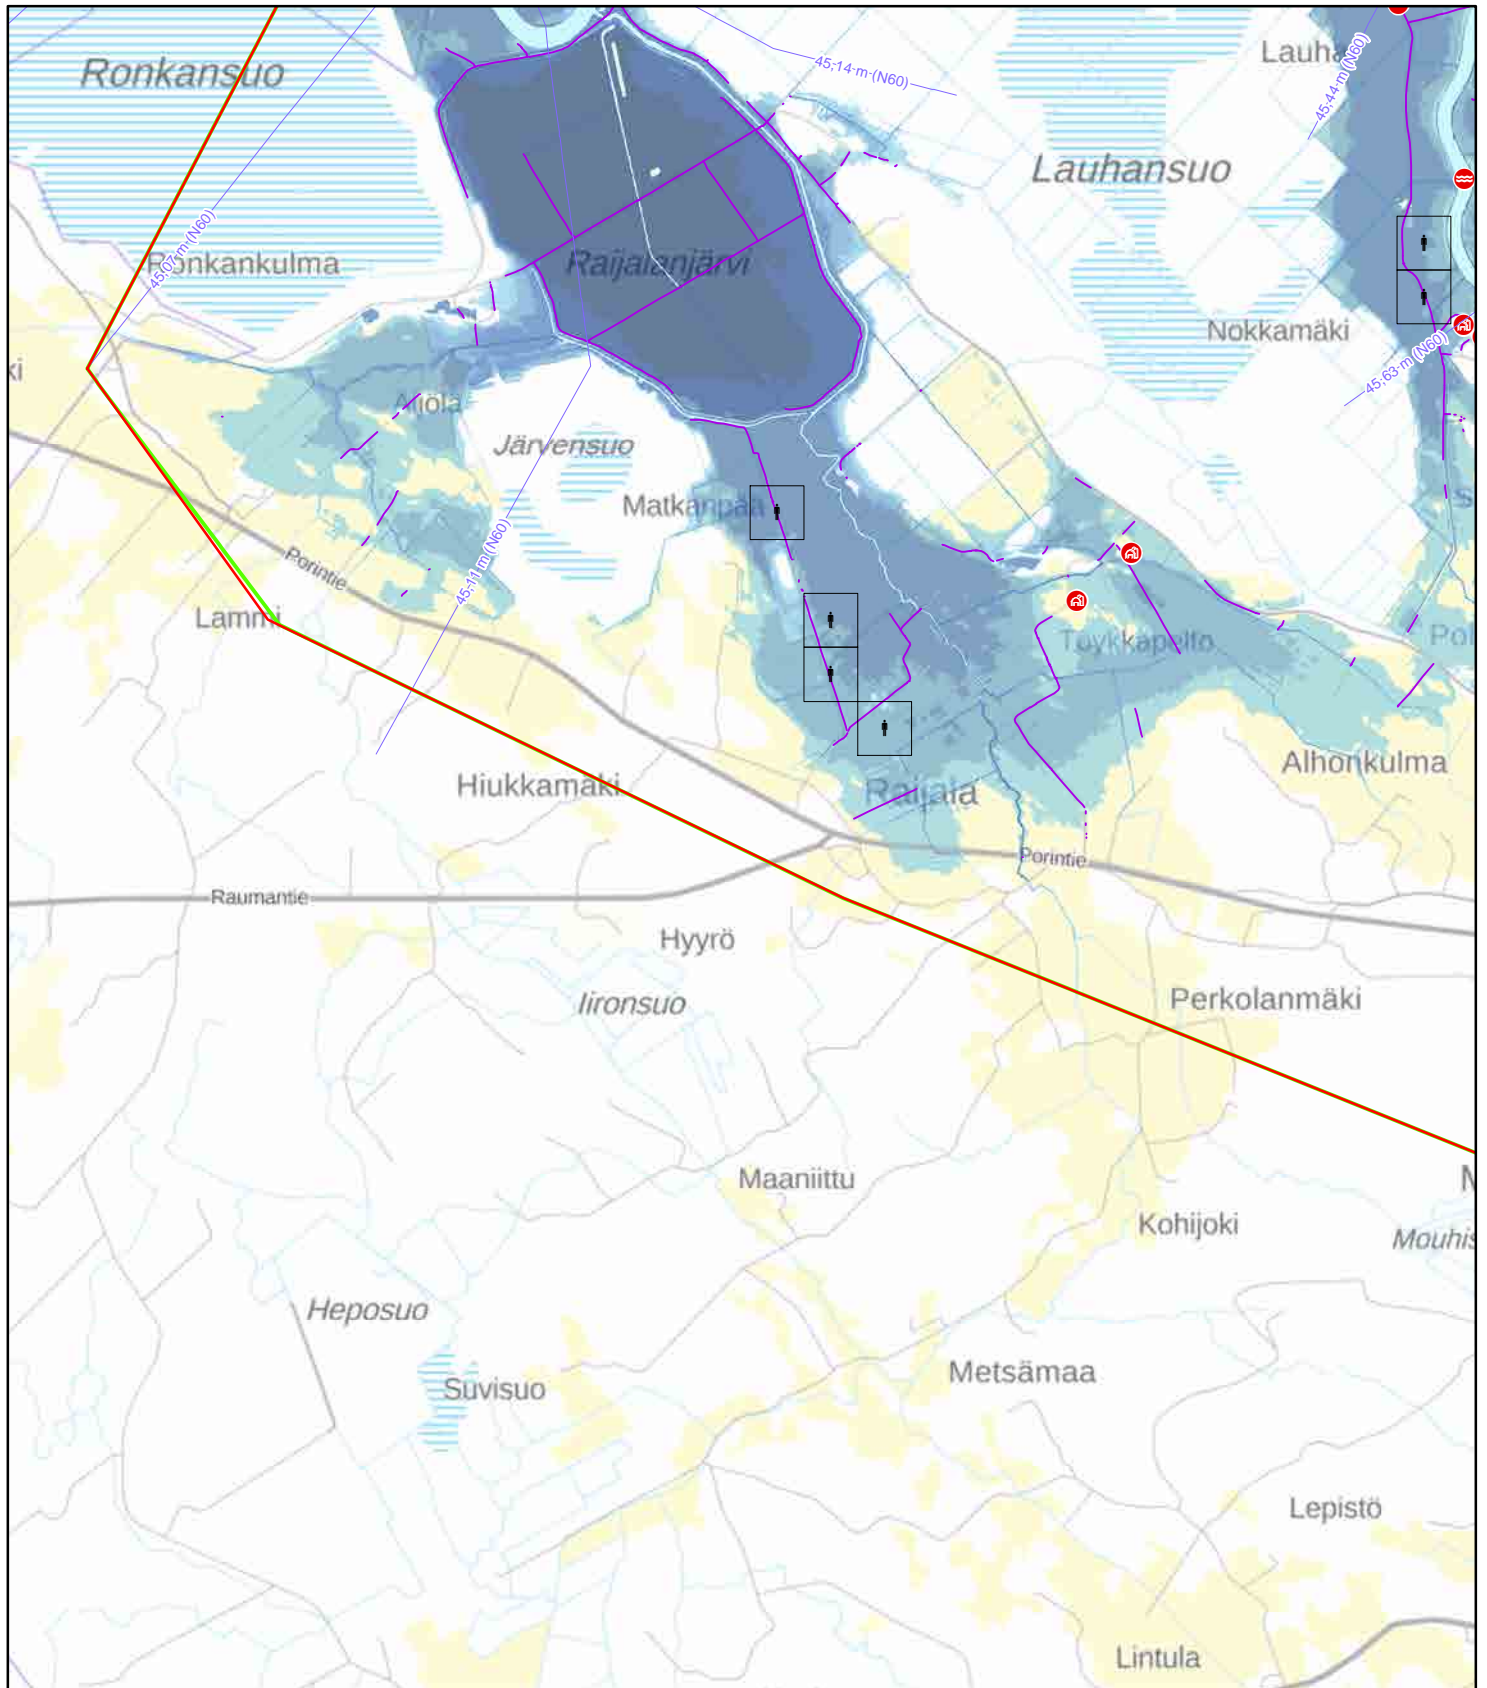 Lauha
Ronkansuo
45,14 m (N60)
45,44 m (N60)
Lauhansuo
45,07 m (N60)
Ronkankulma
Raijalanjärvi
Nokkamäki
45,63 m (N60)
ki
Järvensuo
Matkanpää
45,11 m (N60)
Porintie
Lammi
Töykkäpelto
Alhonkulma
Hiukkamäki
Raijala
Porintie
Raumantie
Hyyrö
Iironsuo
Perkolanmäki
Maaniittu
Kohijoki
Mouhis
Heposuo
Suvisuo
Metsämaa
Lepistö
Lintula